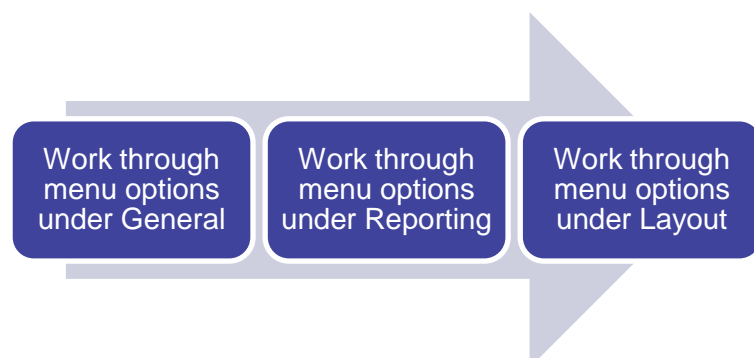 Work through
menu options
under General
Work through
menu options
under Reporting
Work through
menu options
under Layout